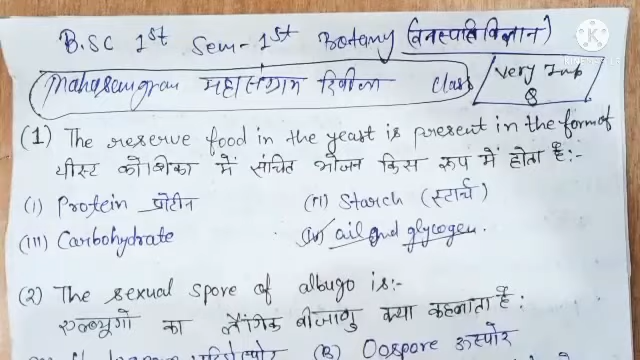 B.SC 1st Sem-1st Botany (वनस्पति विज्ञान)
Mahasangram महासंग्राम रिवीजन Class
Very Imp
Q
(1) The reserve food in the yeast is present in the form of
यीस्ट कोशिका में संचित भोजन किस रूप में होता है:-
(i) Protein प्रोटीन (ii) Starch (स्टार्च)
(iii) Carbohydrate (iv) oil and glycogen.
(2) The sexual spore of albugo is:-
एल्ब्यूगो का लैंगिक बीजाणु क्या कहलाता है:
(B) Oospore ऊस्पोर